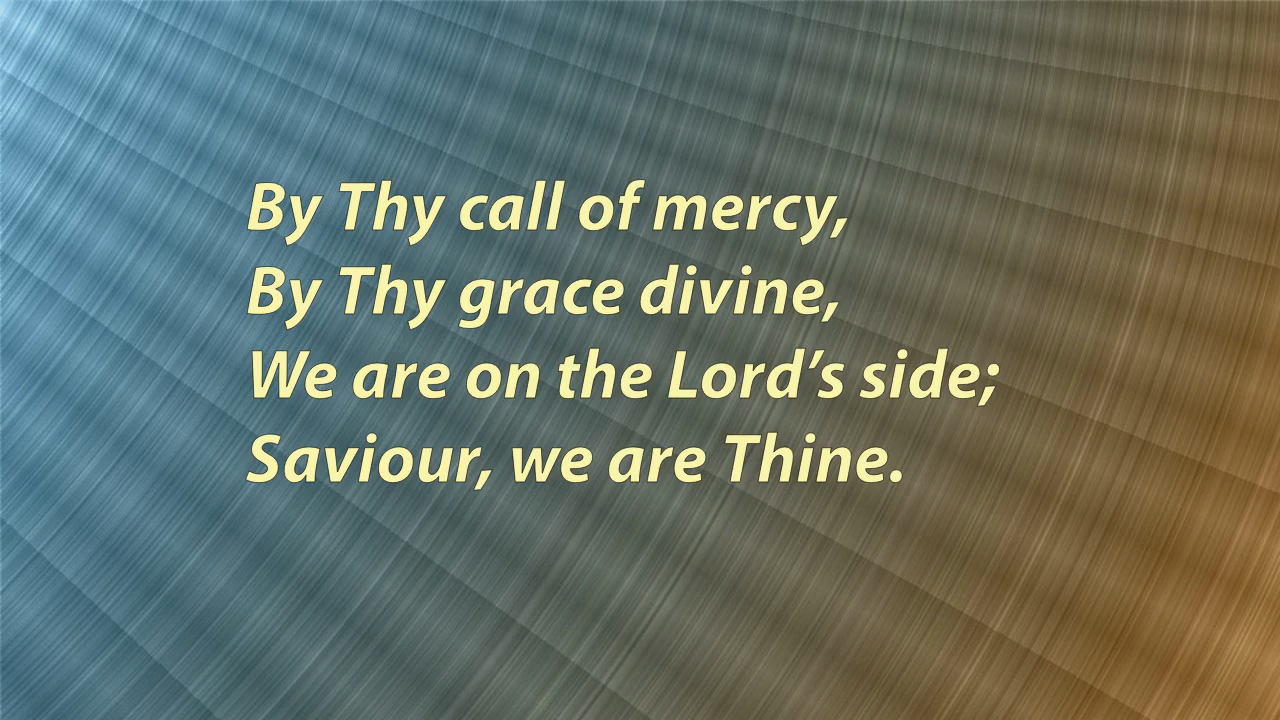 By Thy call of mercy,
By Thy grace divine,
We are on the Lord’s side;
Saviour, we are Thine.